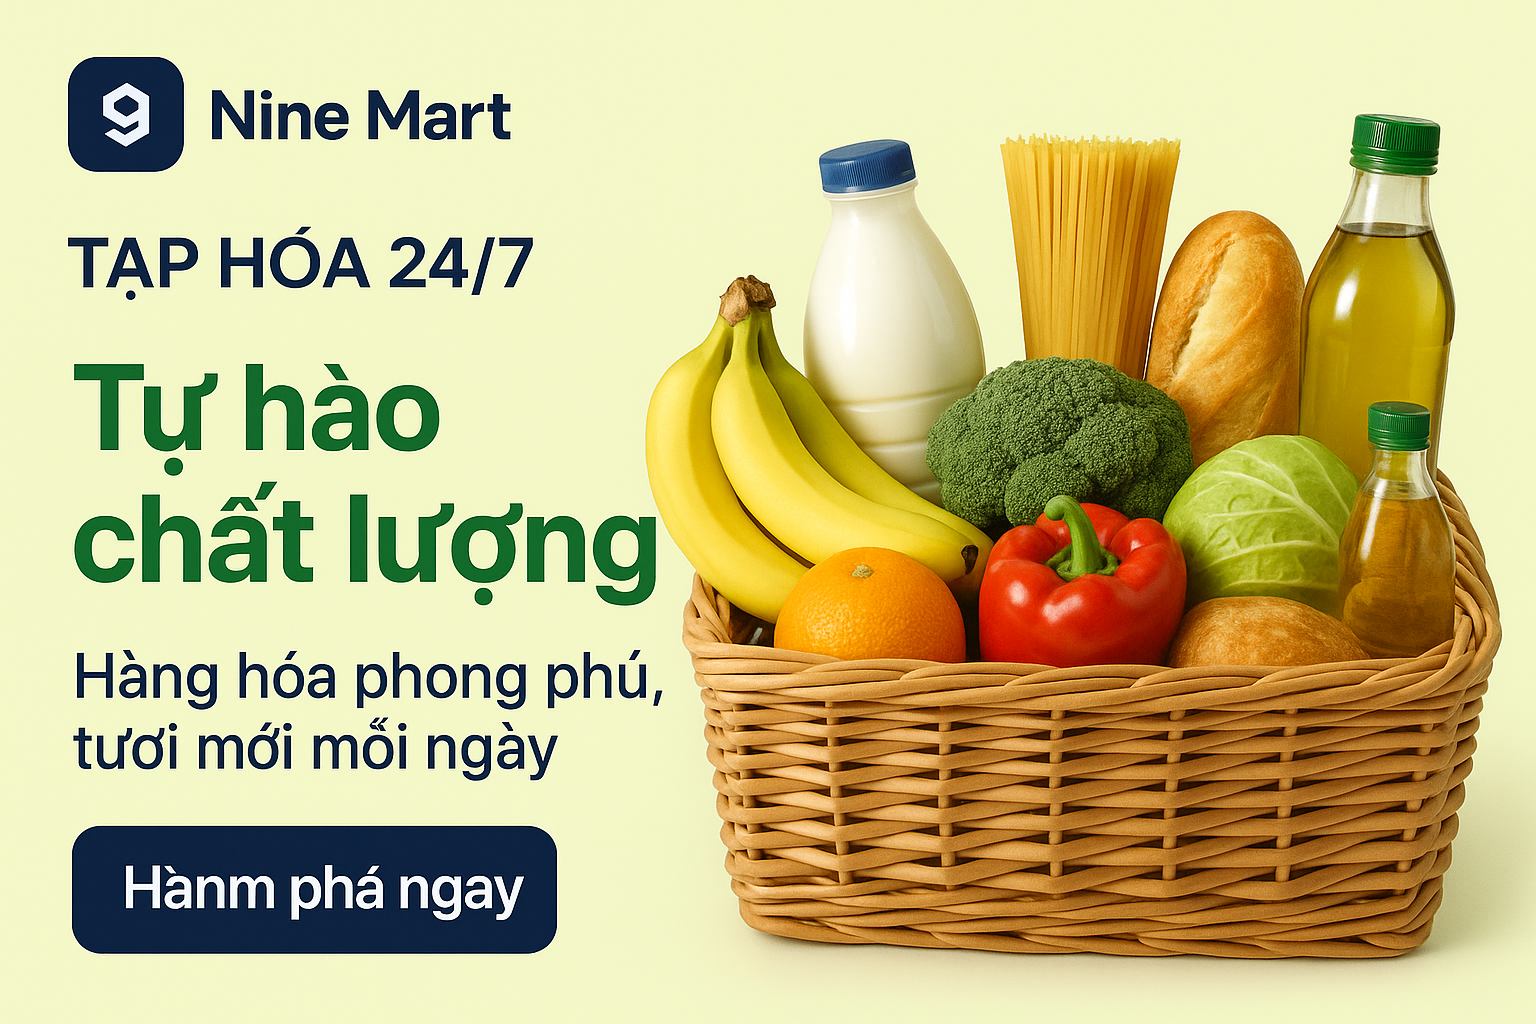 Nine Mart
TẠP HÓA 24/7
Tự hào
chất lượng
Hàng hóa phong phú,
tươi mới mỗi ngày
Hànm phá ngay